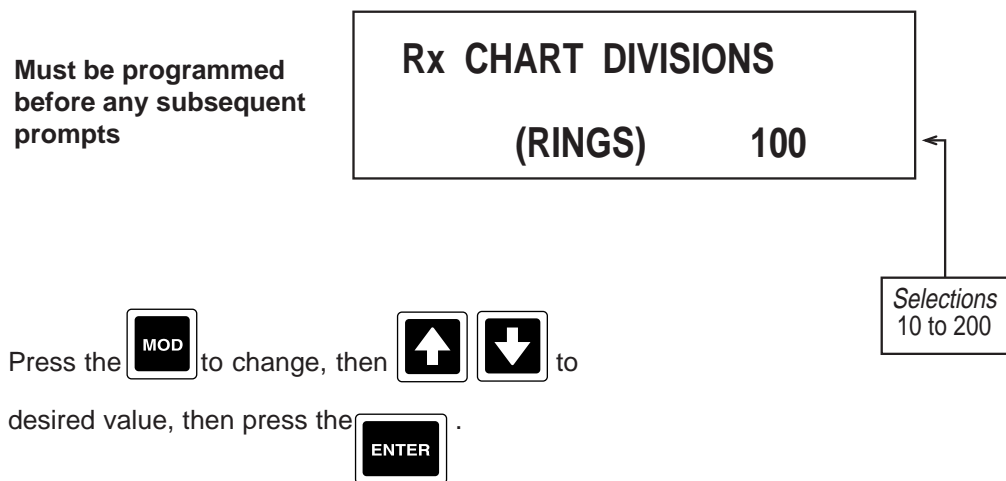 Must be programmed
before any subsequent
prompts
Rx CHART DIVISIONS
(RINGS) 100
Selections
10 to 200
Press the MOD to change, then to
desired value, then press the ENTER .